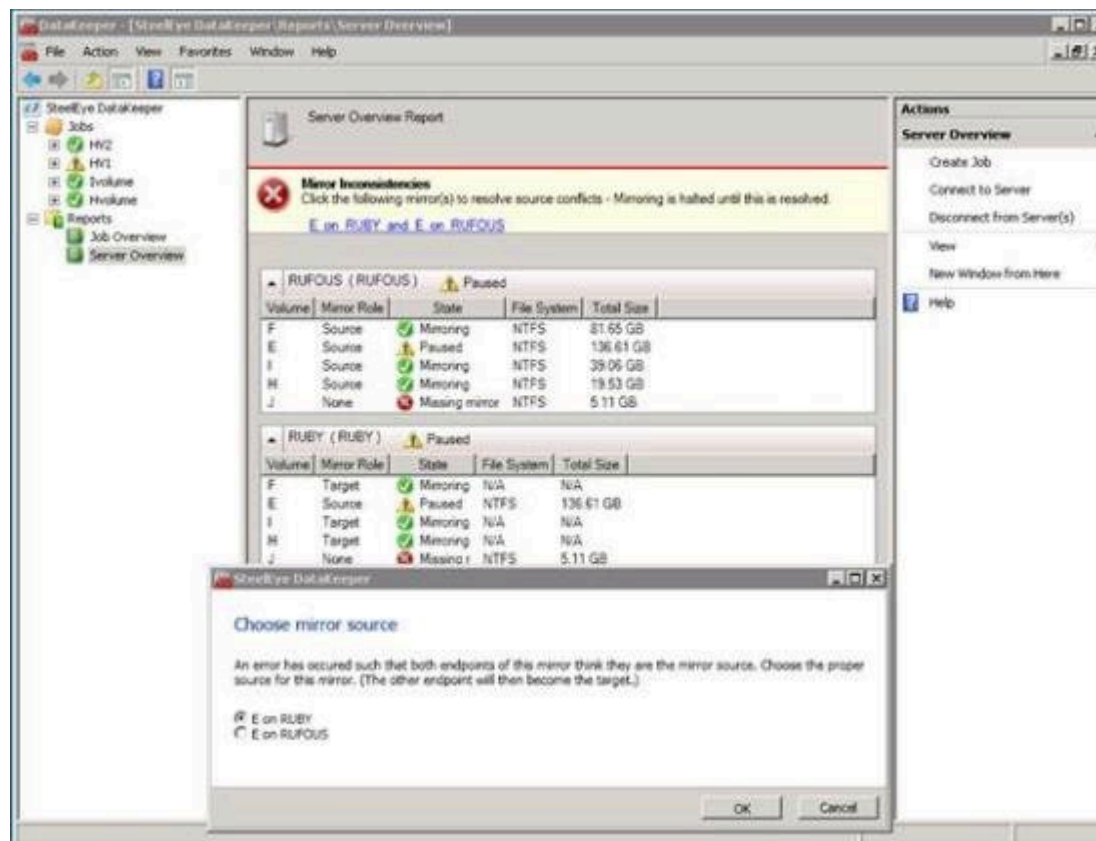 DataKeeper - [SteelEye DataKeeper\Reports\Server Overview]
File Action View Favorites Window Help
SteelEye DataKeeper
Jobs
HV2
HV1
Ivolume
Hvolume
Reports
Job Overview
Server Overview
Server Overview Report
Mirror Inconsistencies
Click the following mirror(s) to resolve source conflicts - Mirroring is halted until this is resolved.
E on RUBY and E on RUFOUS
RUFOUS (RUFOUS) Paused
Volume Mirror Role State File System Total Size
F Source Mirroring NTFS 81.65 GB
E Source Paused NTFS 136.61 GB
I Source Mirroring NTFS 39.06 GB
H Source Mirroring NTFS 19.53 GB
J None Missing mirror NTFS 5.11 GB
RUBY (RUBY) Paused
Volume Mirror Role State File System Total Size
F Target Mirroring N/A N/A
E Source Paused NTFS 136.61 GB
I Target Mirroring N/A N/A
H Target Mirroring N/A N/A
J None Missing r NTFS 5.11 GB
Actions
Server Overview
Create Job
Connect to Server
Disconnect from Server(s)
View
New Window from Here
Help
SteelEye DataKeeper
Choose mirror source
An error has occured such that both endpoints of this mirror think they are the mirror source. Choose the proper
source for this mirror. (The other endpoint will then become the target.)
E on RUBY
E on RUFOUS
OK Cancel